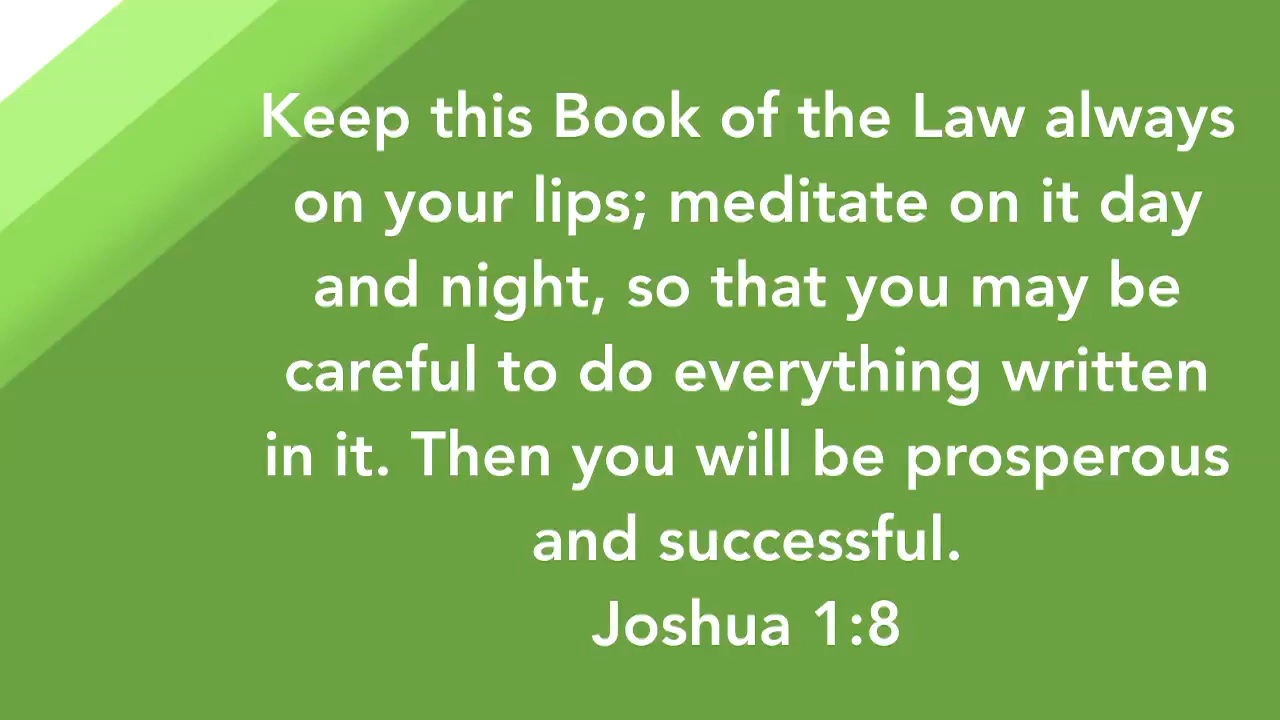 Keep this Book of the Law always
on your lips; meditate on it day
and night, so that you may be
careful to do everything written
in it. Then you will be prosperous
and successful.
Joshua 1:8